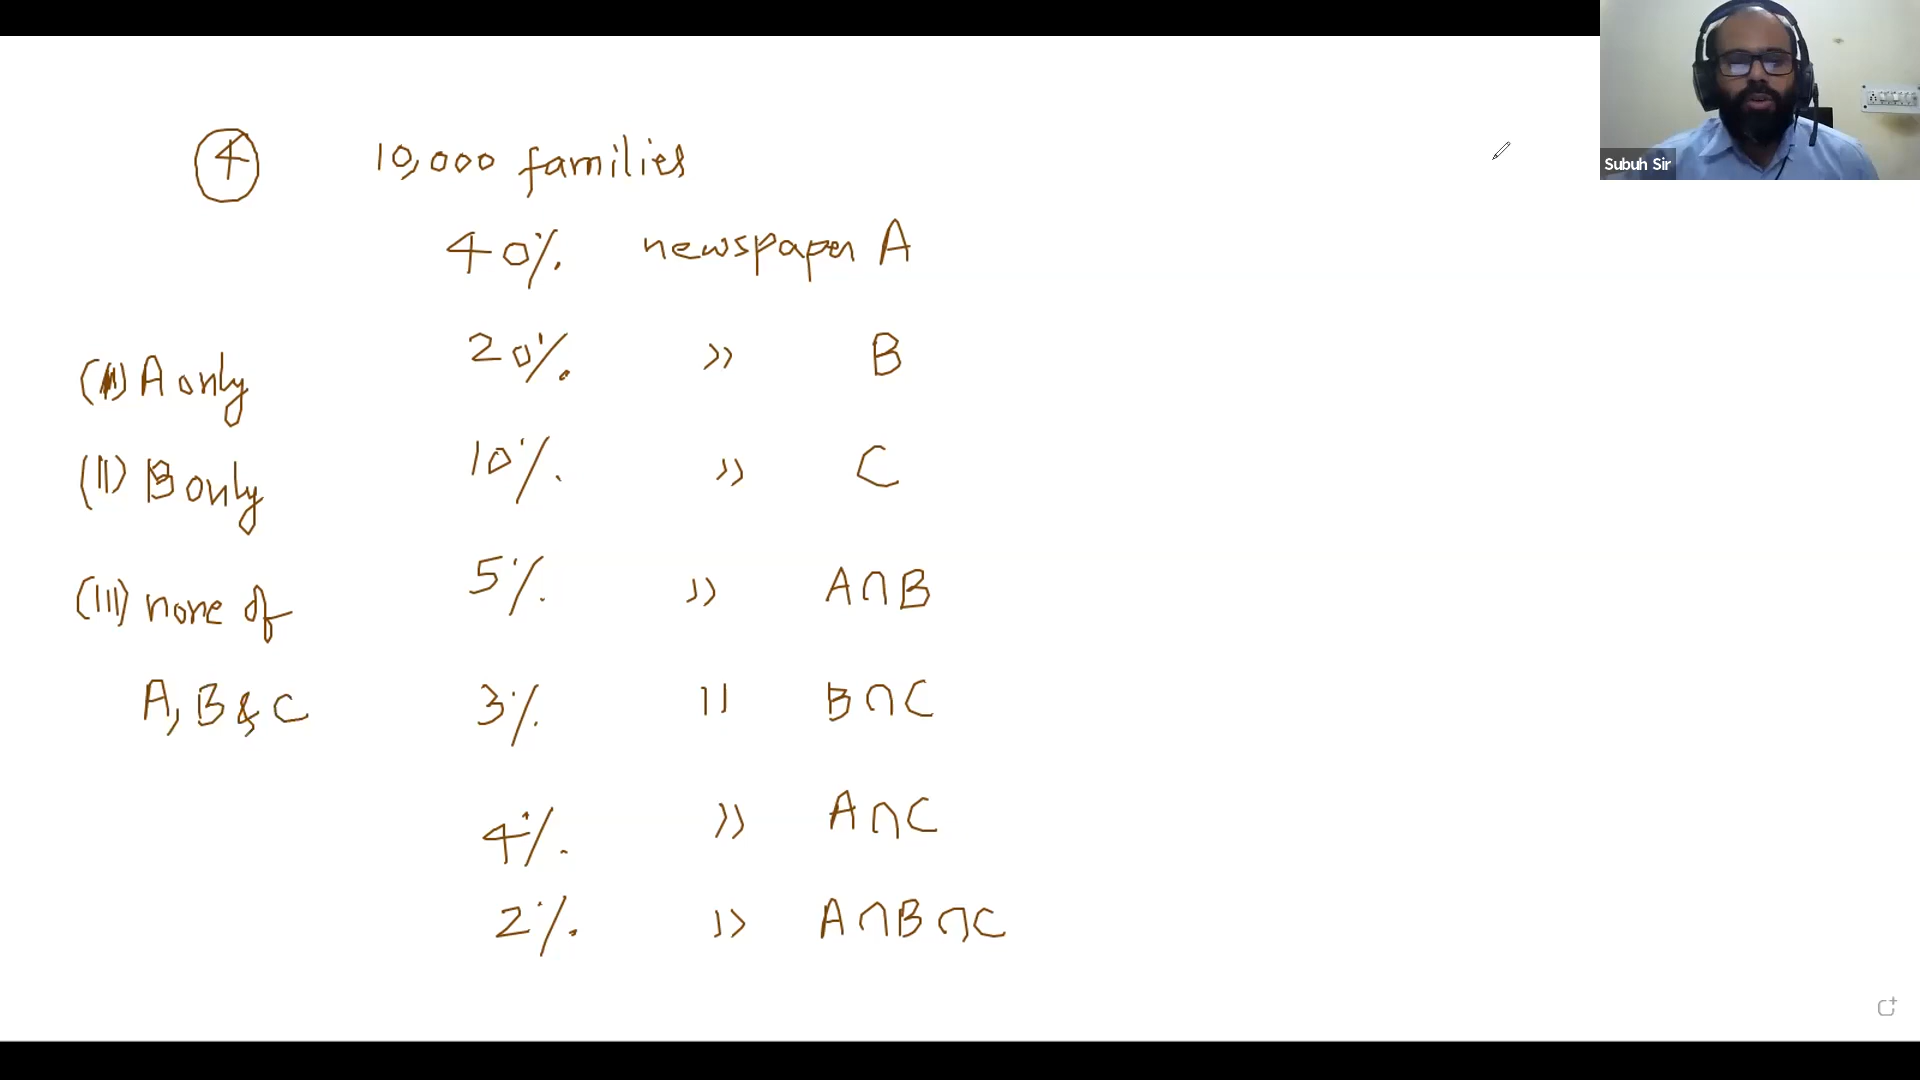 4 10,000 families
40% newspaper A
20% " B
(I) A only
10% " C
(II) B only
5% " A∩B
(III) none of
A, B & C
3% " B∩C
4% " A∩C
2% " A∩B∩C
Subuh Sir